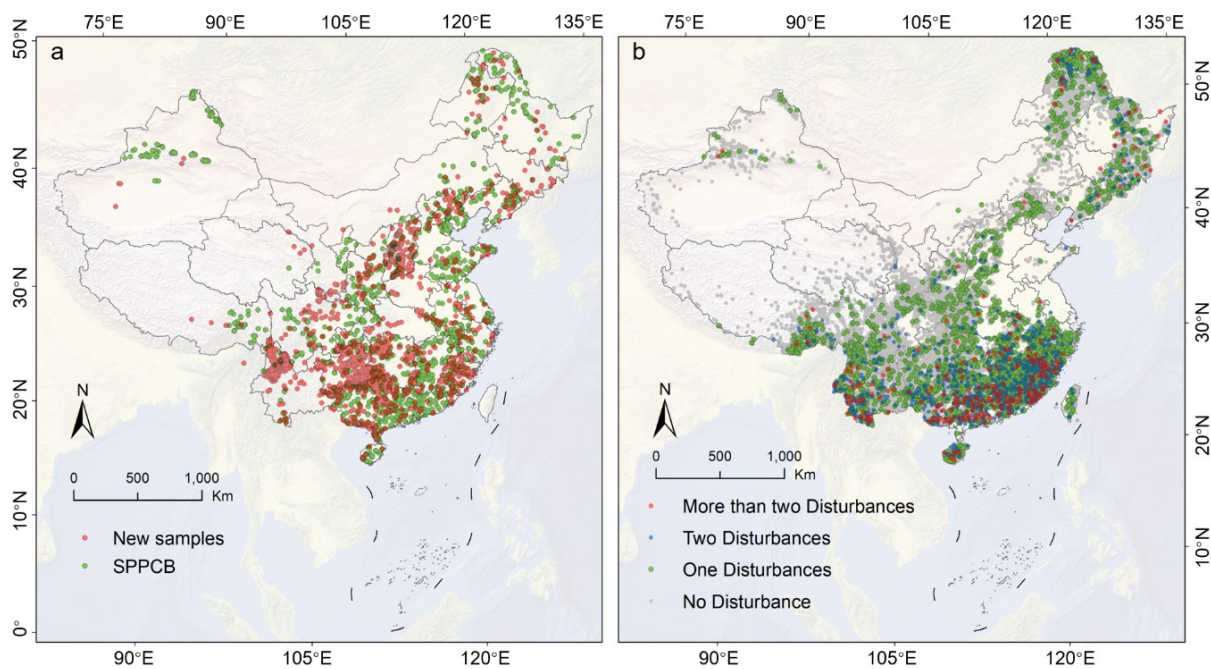 75°E 90°E 105°E 120°E 135°E
75°E 90°E 105°E 120°E 135°E
50°N
a
b
50°N
40°N
40°N
30°N
30°N
N
N
20°N
20°N
0 500 1,000
Km
0 500 1,000
Km
New samples
SPPCB
More than two Disturbances
Two Disturbances
One Disturbances
No Disturbance
10°N
10°N
0°
90°E 105°E 120°E
90°E 105°E 120°E